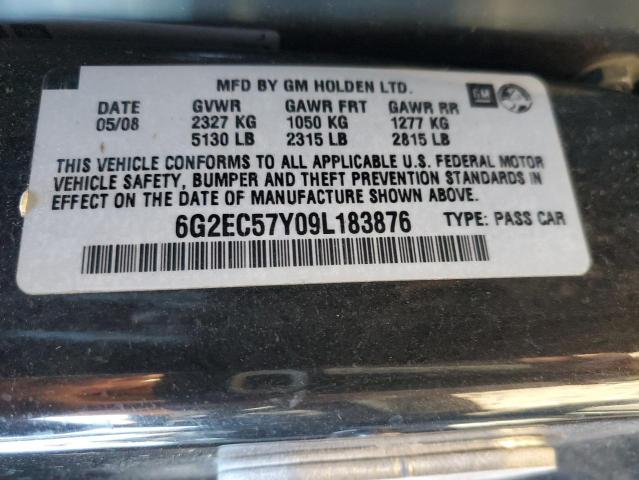 MFD BY GM HOLDEN LTD.
GM
DATE GVWR GAWR FRT GAWR RR
05/08 2327 KG 1050 KG 1277 KG
5130 LB 2315 LB 2815 LB
THIS VEHICLE CONFORMS TO ALL APPLICABLE U.S. FEDERAL MOTOR
VEHICLE SAFETY, BUMPER AND THEFT PREVENTION STANDARDS IN
EFFECT ON THE DATE OF MANUFACTURE SHOWN ABOVE.
6G2EC57Y09L183876 TYPE: PASS CAR